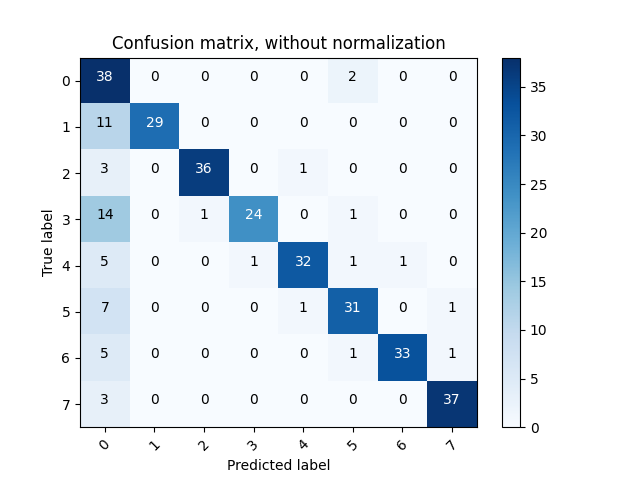 Confusion matrix, without normalization
0 38 0 0 0 0 2 0 0
1 11 29 0 0 0 0 0 0
2 3 0 36 0 1 0 0 0
3 14 0 1 24 0 1 0 0
4 5 0 0 1 32 1 1 0
5 7 0 0 0 1 31 0 1
6 5 0 0 0 0 1 33 1
7 3 0 0 0 0 0 0 37
0 1 2 3 4 5 6 7
True label
Predicted label
35
30
25
20
15
10
5
0